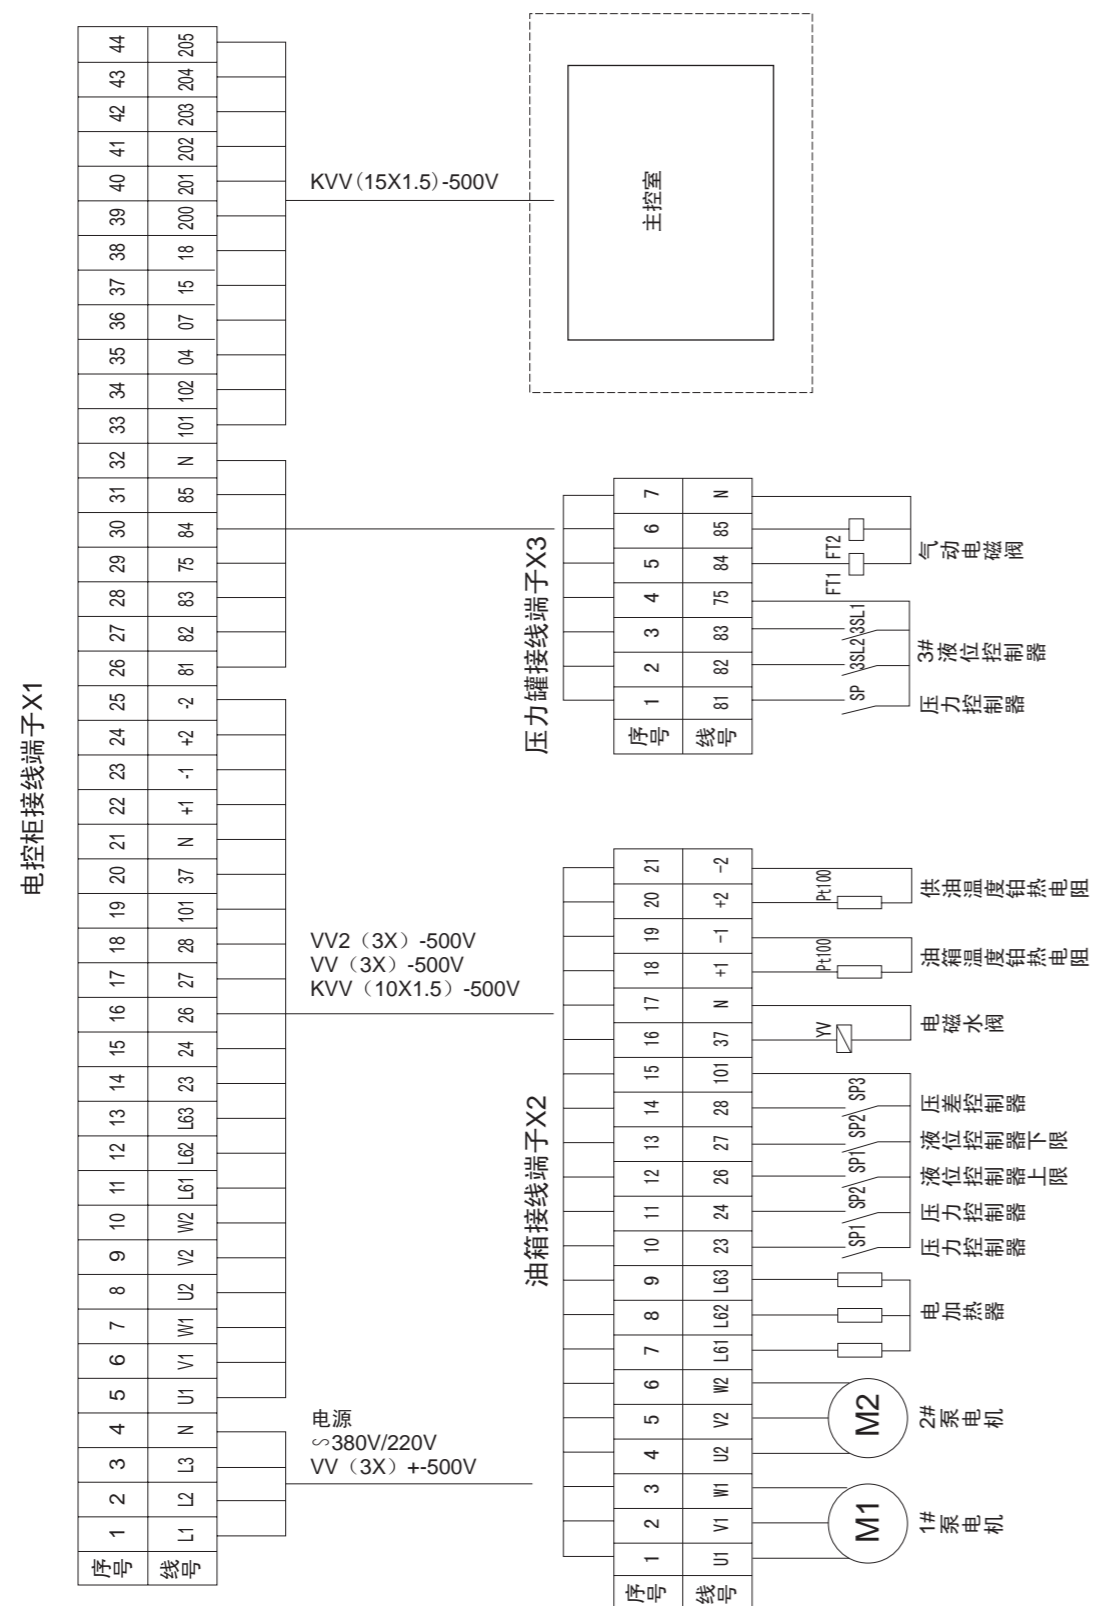 电控柜接线端子X1
44 205
43 204
42 203
41 202
40 201
39 200
38 18
37 15
36 07
35 04
34 102
33 101
32 N
31 85
30 84
29 75
28 83
27 82
26 81
25 -2
24 +2
23 -1
22 +1
21 N
20 37
19 101
18 28
17 27
16 26
15 24
14 23
13 L63
12 L62
11 L61
10 W2
9 V2
8 U2
7 W1
6 V1
5 U1
4 N
3 L3
2 L2
1 L1
序号 线号
KVV(15X1.5)-500V
主控室
VV2（3X）-500V
VV（3X）-500V
KVV（10X1.5）-500V
电源
∽380V/220V
VV（3X）+-500V
压力罐接线端子X3
7 N
6 85 FT2
5 84 FT1
气动电磁阀
4 75
3 83 3SL1
2 82 3SL2
3#液位控制器
1 81 SP
压力控制器
序号 线号
油箱接线端子X2
21 -2
20 +2 Pt100
供油温度铂热电阻
19 -1
18 +1 Pt100
油箱温度铂热电阻
17 N
16 37 YV
电磁水阀
15 101
14 28 SP3
压差控制器
13 27 SP2
液位控制器下限
12 26 SP1
液位控制器上限
11 24 SP2
压力控制器
10 23 SP1
压力控制器
9 L63
8 L62
7 L61
电加热器
6 W2
5 V2
4 U2
M2
2#泵电机
3 W1
2 V1
1 U1
M1
1#泵电机
序号 线号